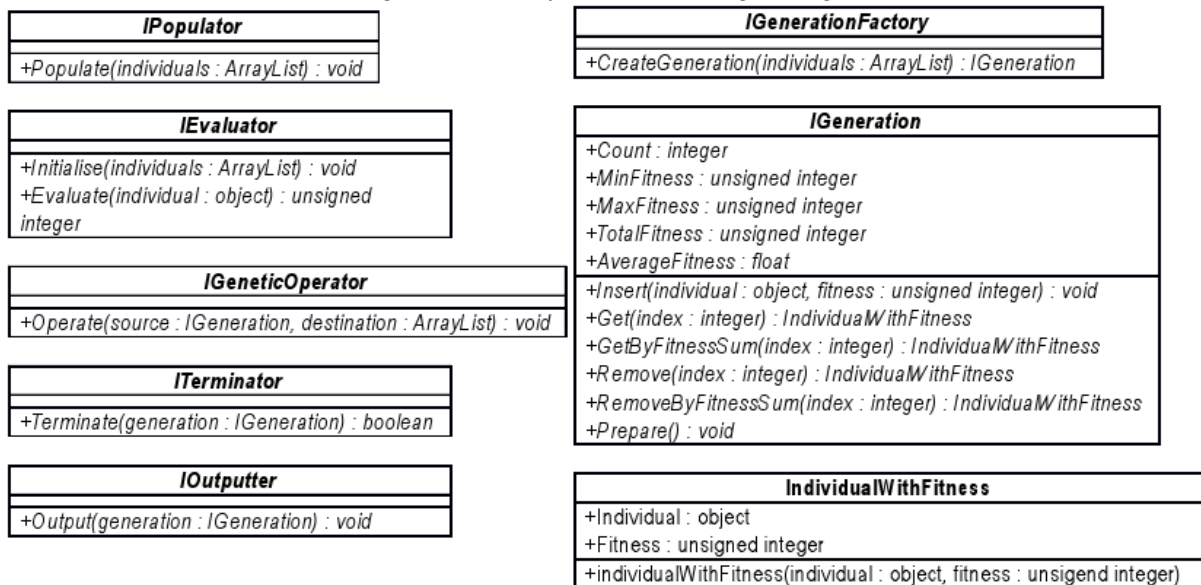 IPopulator
+Populate(individuals : ArrayList) : void
IEvaluator
+Initialise(individuals : ArrayList) : void
+Evaluate(individual : object) : unsigned
integer
IGeneticOperator
+Operate(source : IGeneration, destination : ArrayList) : void
ITerminator
+Terminate(generation : IGeneration) : boolean
IOutputter
+Output(generation : IGeneration) : void
IGenerationFactory
+CreateGeneration(individuals : ArrayList) : IGeneration
IGeneration
+Count : integer
+MinFitness : unsigned integer
+MaxFitness : unsigned integer
+TotalFitness : unsigned integer
+AverageFitness : float
+Insert(individual : object, fitness : unsigned integer) : void
+Get(index : integer) : IndividualWithFitness
+GetByFitnessSum(index : integer) : IndividualWithFitness
+Remove(index : integer) : IndividualWithFitness
+RemoveByFitnessSum(index : integer) : IndividualWithFitness
+Prepare() : void
IndividualWithFitness
+Individual : object
+Fitness : unsigned integer
+individualWithFitness(individual : object, fitness : unsigend integer)